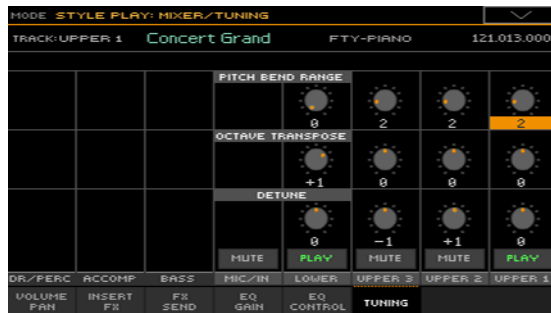 MODE STYLE PLAY: MIXER/TUNING
TRACK:UPPER 1 Concert Grand FTY-PIANO 121.013.000
PITCH BEND RANGE
0 2 2 2
OCTAVE TRANSPOSE
+1 0 0 0
DETUNE
0 -1 +1 0
MUTE PLAY MUTE MUTE PLAY
DR/PERC ACCOMP BASS MIC/IN LOWER UPPER 3 UPPER 2 UPPER 1
VOLUME INSERT FX EQ EQ TUNING
PAN FX SEND GAIN CONTROL